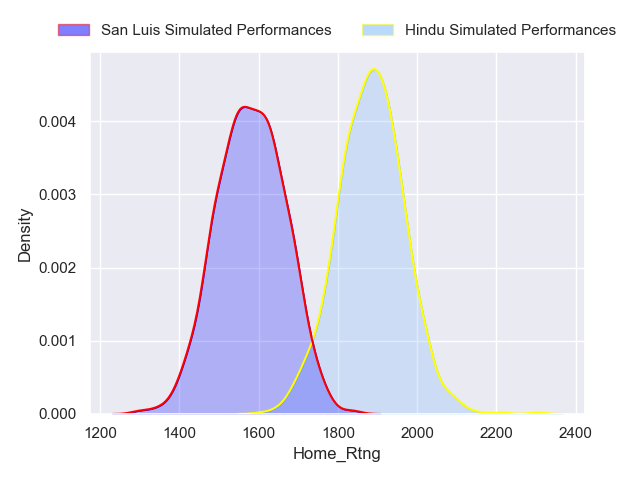 San Luis Simulated Performances Hindu Simulated Performances
0.004
0.003
0.002
0.001
0.000
Density
1200 1400 1600 1800 2000 2200 2400
Home_Rtng